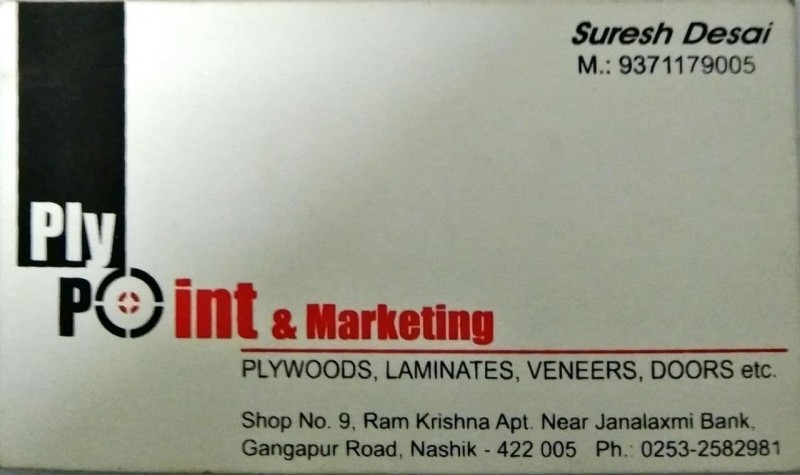 Suresh Desai
M.: 9371179005
Ply
Point & Marketing
PLYWOODS, LAMINATES, VENEERS, DOORS etc.
Shop No. 9, Ram Krishna Apt. Near Janalaxmi Bank,
Gangapur Road, Nashik - 422 005 Ph.: 0253-2582981